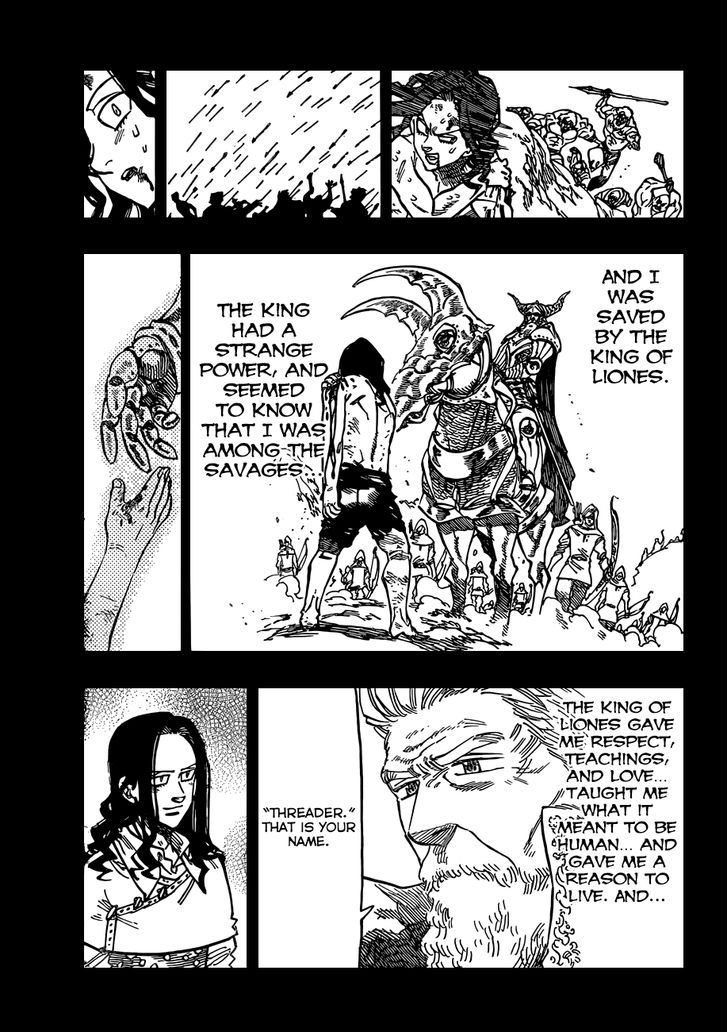 AND I
WAS
SAVED
BY THE
KING OF
LIONES.
THE KING
HAD A
STRANGE
POWER, AND
SEEMED
TO KNOW
THAT I WAS
AMONG THE
SAVAGES...
THE KING OF
LIONES GAVE
ME RESPECT,
TEACHINGS,
AND LOVE...
TAUGHT ME
WHAT IT
MEANT TO BE
HUMAN... AND
GAVE ME A
REASON TO
LIVE. AND...
"THREADER."
THAT IS YOUR
NAME.